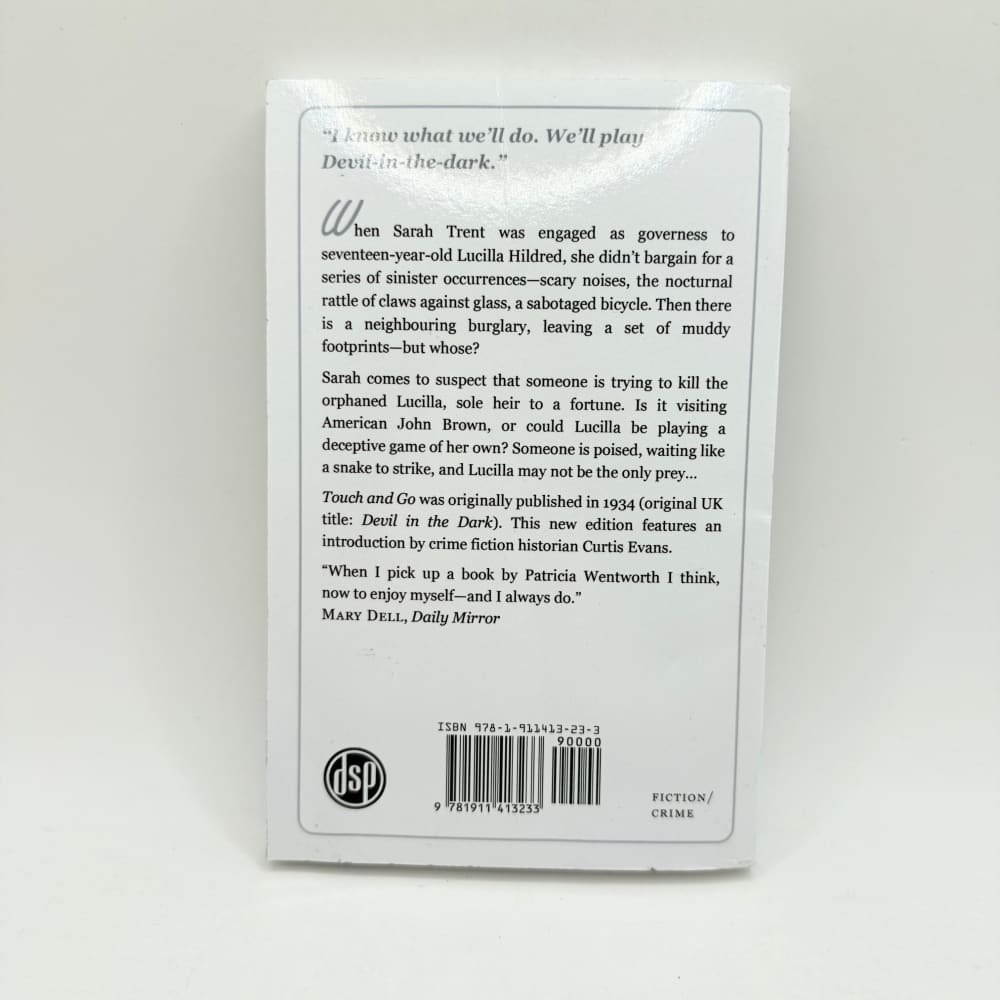 “I know what we’ll do. We’ll play
Devil-in-the-dark.”
When Sarah Trent was engaged as governess to
seventeen-year-old Lucilla Hildred, she didn’t bargain for a
series of sinister occurrences—scary noises, the nocturnal
rattle of claws against glass, a sabotaged bicycle. Then there
is a neighbouring burglary, leaving a set of muddy
footprints—but whose?
Sarah comes to suspect that someone is trying to kill the
orphaned Lucilla, sole heir to a fortune. Is it visiting
American John Brown, or could Lucilla be playing a
deceptive game of her own? Someone is poised, waiting like
a snake to strike, and Lucilla may not be the only prey...
Touch and Go was originally published in 1934 (original UK
title: Devil in the Dark). This new edition features an
introduction by crime fiction historian Curtis Evans.
“When I pick up a book by Patricia Wentworth I think,
now to enjoy myself—and I always do.”
MARY DELL, Daily Mirror
ISBN 978-1-911413-23-3
90000
9 781911 413233
dsp
FICTION/
CRIME